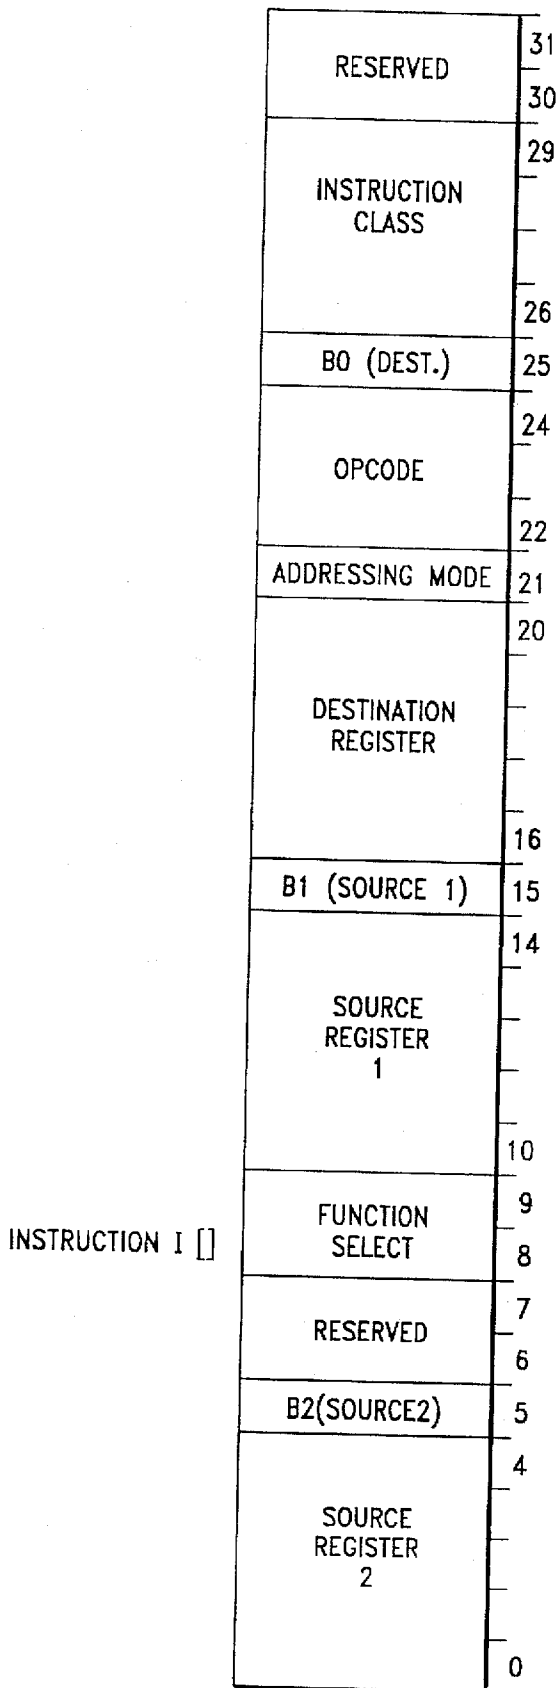 RESERVED
31
30
INSTRUCTION
CLASS
29
26
B0 (DEST.)
25
OPCODE
24
22
ADDRESSING MODE
21
DESTINATION
REGISTER
20
16
B1 (SOURCE 1)
15
SOURCE
REGISTER
1
14
10
INSTRUCTION I []
FUNCTION
SELECT
9
8
RESERVED
7
6
B2(SOURCE2)
5
SOURCE
REGISTER
2
4
0